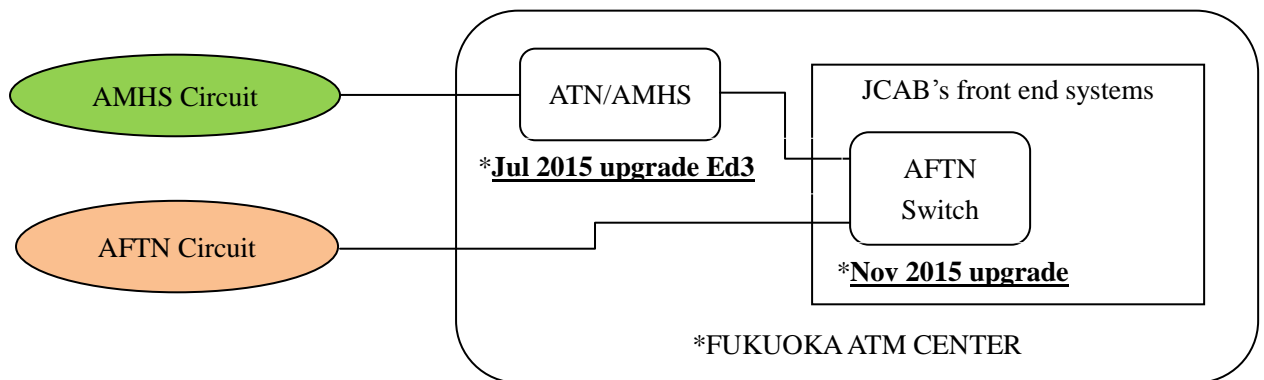 AMHS Circuit
ATN/AMHS
JCAB's front end systems
*Jul 2015 upgrade Ed3
AFTN
Switch
AFTN Circuit
*Nov 2015 upgrade
*FUKUOKA ATM CENTER